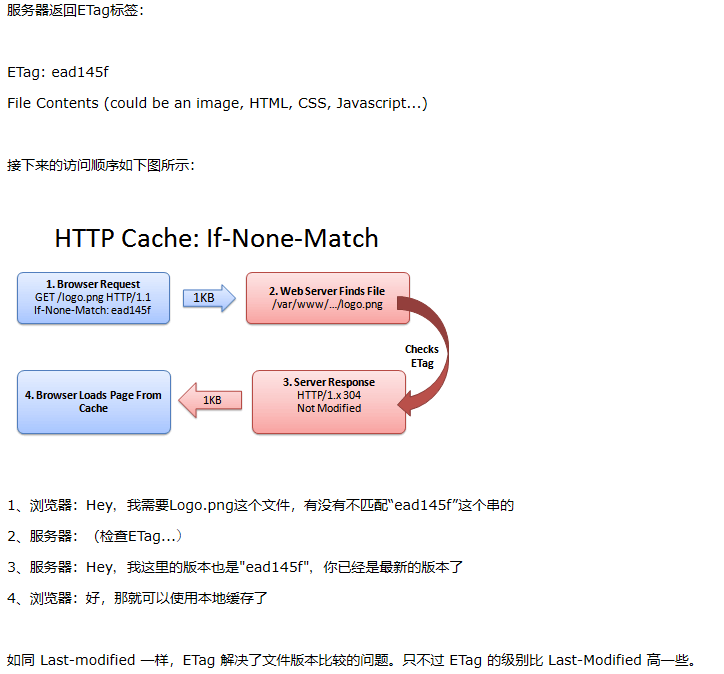 服务器返回ETag标签：
ETag: ead145f
File Contents (could be an image, HTML, CSS, Javascript...)
接下来的访问顺序如下图所示：
HTTP Cache: If-None-Match
1. Browser Request
GET /logo.png HTTP/1.1
If-None-Match: ead145f
1KB
2. Web Server Finds File
/var/www/.../logo.png
Checks
ETag
3. Server Response
HTTP/1.x 304
Not Modified
1KB
4. Browser Loads Page From
Cache
1、浏览器：Hey，我需要Logo.png这个文件，有没有不匹配“ead145f”这个串的
2、服务器：（检查ETag...）
3、服务器：Hey，我这里的版本也是"ead145f"，你已经是最新的版本了
4、浏览器：好，那就可以使用本地缓存了
如同 Last-modified 一样，ETag 解决了文件版本比较的问题。只不过 ETag 的级别比 Last-Modified 高一些。